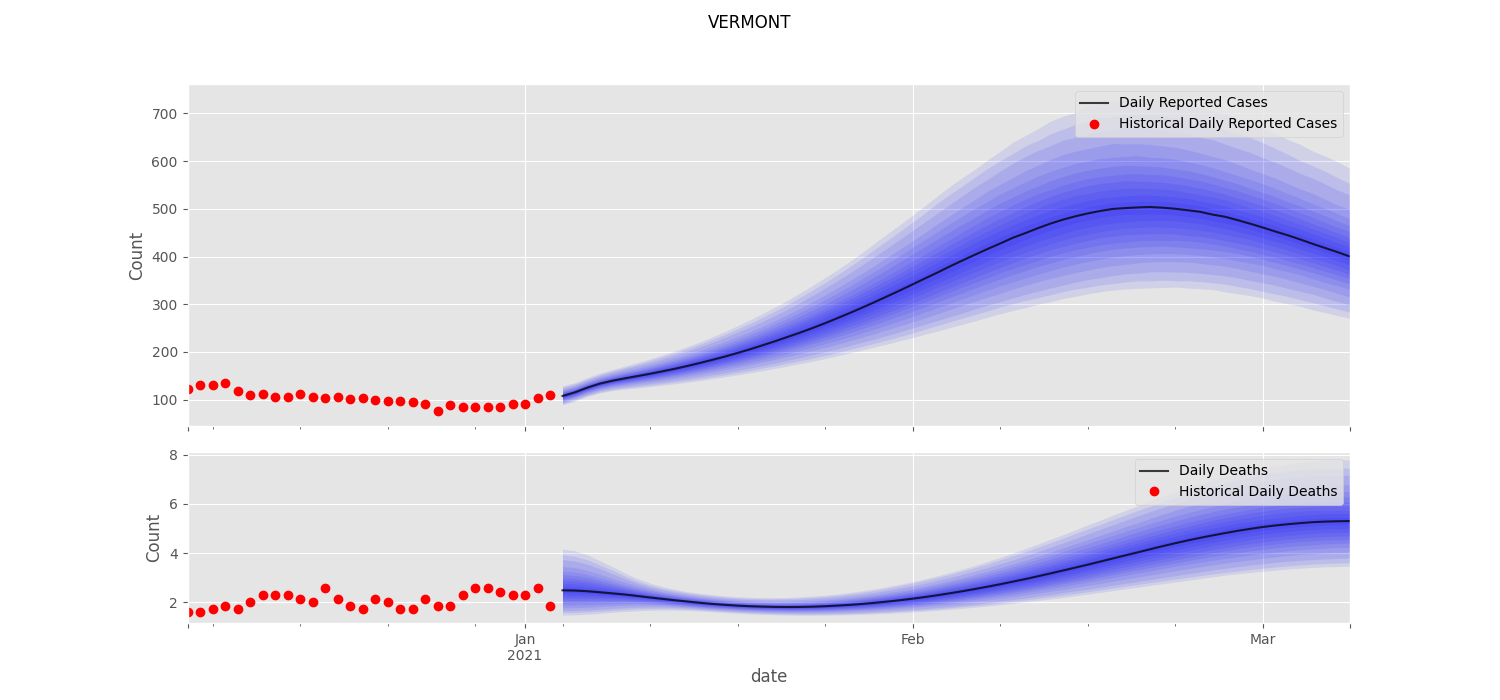 VERMONT
700
600
500
400
300
200
100
Count
Daily Reported Cases
Historical Daily Reported Cases
8
6
4
2
Count
Daily Deaths
Historical Daily Deaths
Jan
2021
Feb
Mar
date